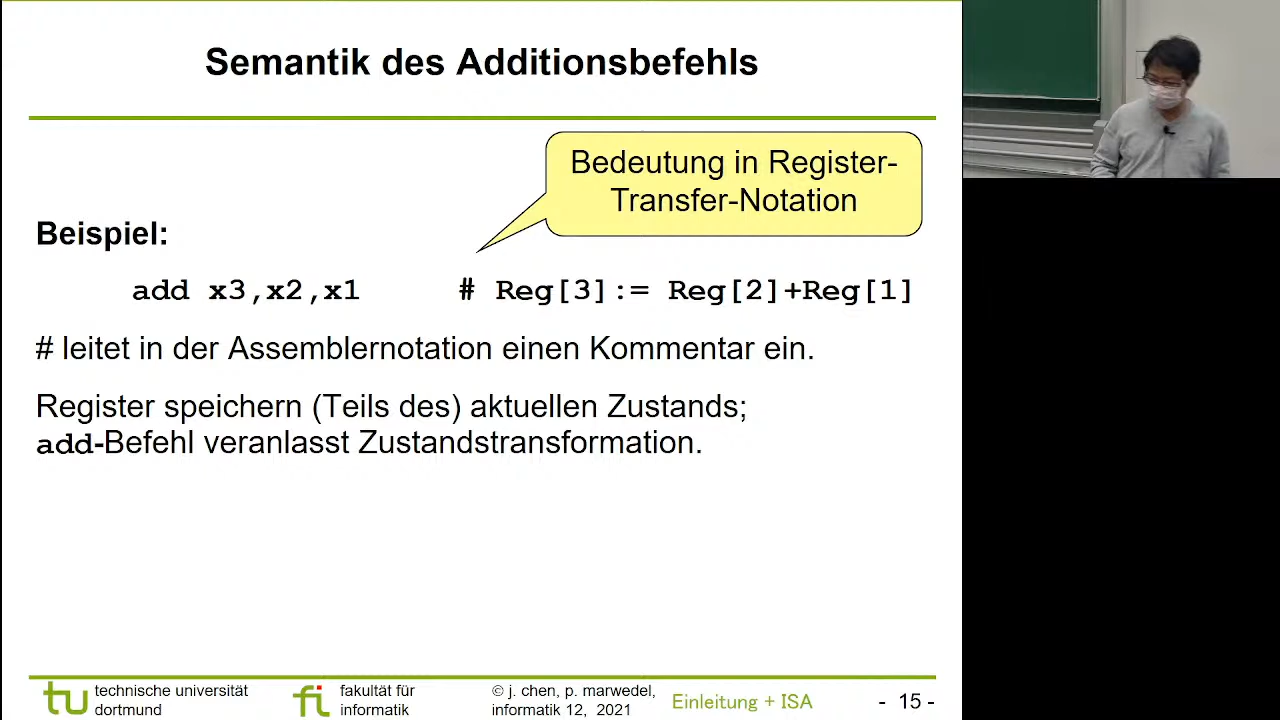 Semantik des Additionsbefehls
Bedeutung in Register-
Transfer-Notation
Beispiel:
add x3,x2,x1 # Reg[3]:= Reg[2]+Reg[1]
# leitet in der Assemblernotation einen Kommentar ein.
Register speichern (Teils des) aktuellen Zustands;
add-Befehl veranlasst Zustandstransformation.
tu technische universität
dortmund
fi fakultät für
informatik
© j. chen, p. marwedel,
informatik 12, 2021
Einleitung + ISA
- 15 -